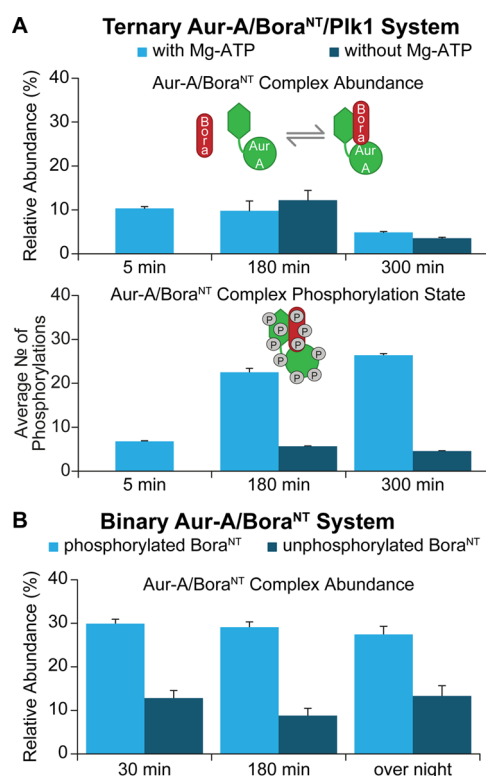 A Ternary Aur-A/Bora^NT/Plk1 System
with Mg-ATP without Mg-ATP
Aur-A/Bora^NT Complex Abundance
Relative Abundance (%)
40
30
20
10
0
Bora
Aur
A
Bora
Aur
A
5 min 180 min 300 min
Aur-A/Bora^NT Complex Phosphorylation State
Average № of
Phosphorylations
40
30
20
10
0
P
P
P
P
P
P
P
P
P
P
5 min 180 min 300 min
B Binary Aur-A/Bora^NT System
phosphorylated Bora^NT unphosphorylated Bora^NT
Aur-A/Bora^NT Complex Abundance
Relative Abundance (%)
40
30
20
10
0
30 min 180 min over night